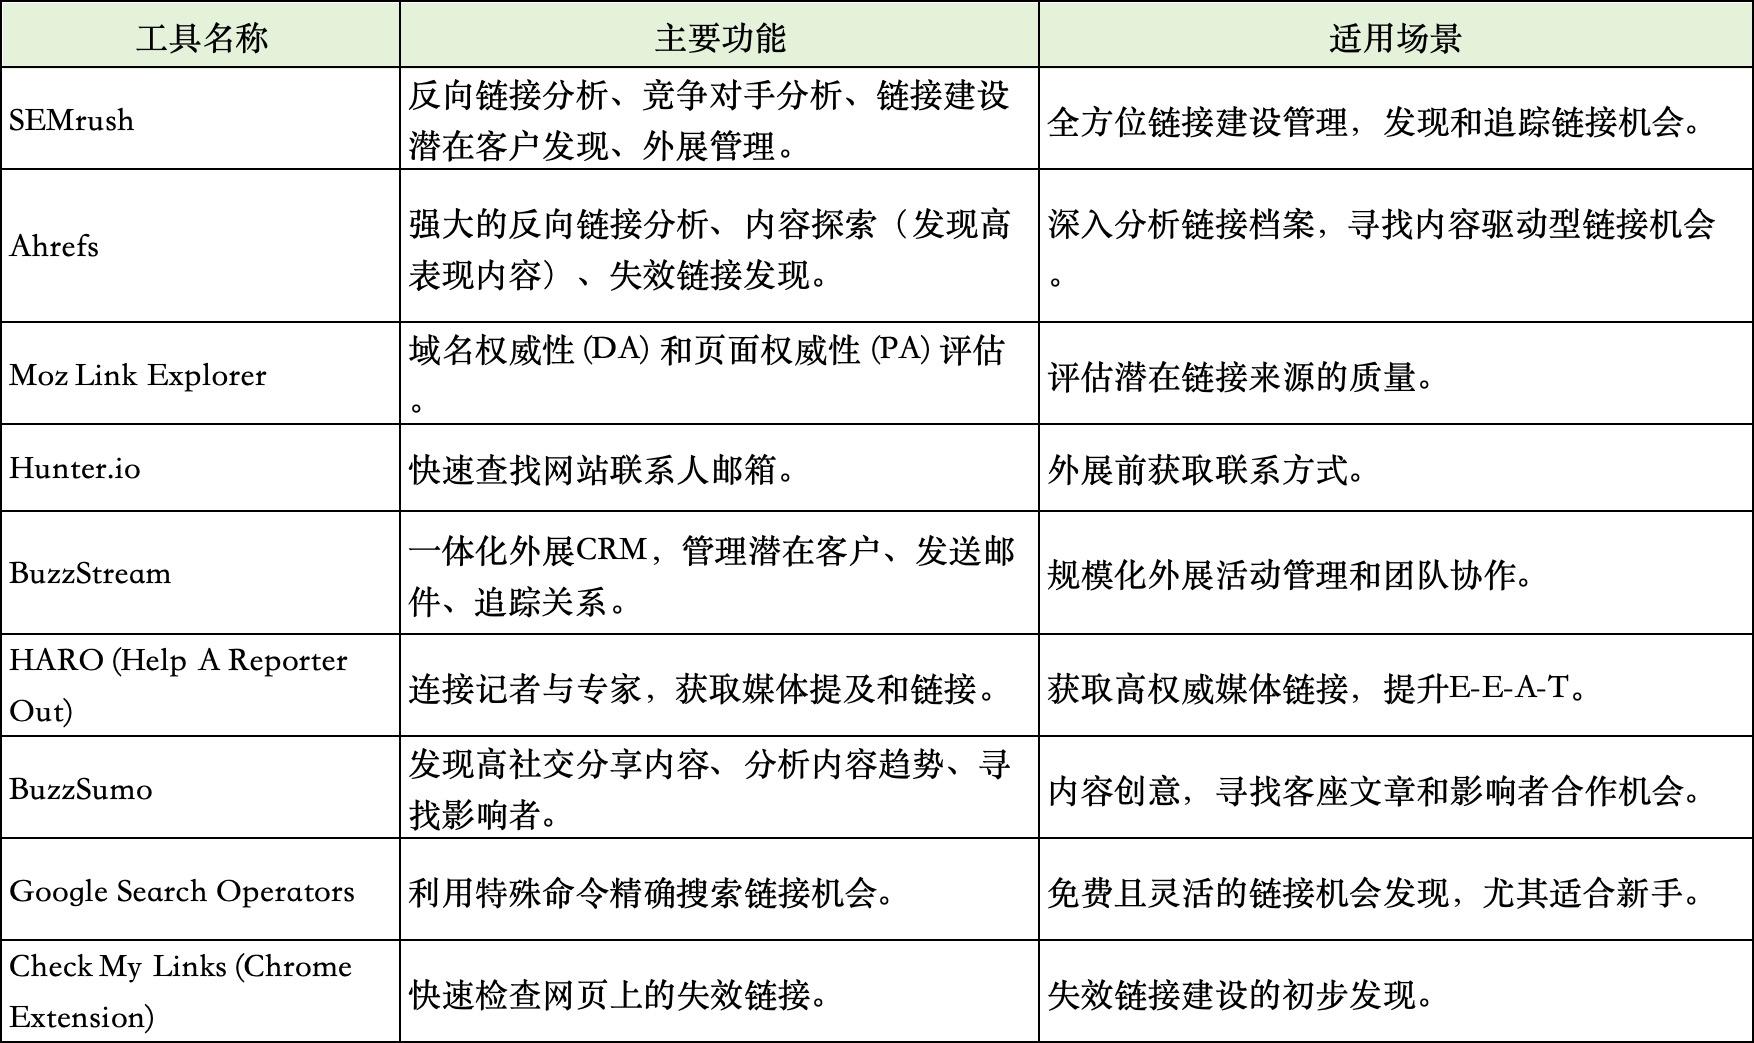 工具名称
主要功能
适用场景
SEMrush
反向链接分析、竞争对手分析、链接建设
潜在客户发现、外展管理。
全方位链接建设管理，发现和追踪链接机会。
Ahrefs
强大的反向链接分析、内容探索（发现高
表现内容）、失效链接发现。
深入分析链接档案，寻找内容驱动型链接机会
。
Moz Link Explorer
域名权威性 (DA) 和页面权威性 (PA) 评估
。
评估潜在链接来源的质量。
Hunter.io
快速查找网站联系人邮箱。
外展前获取联系方式。
BuzzStream
一体化外展CRM，管理潜在客户、发送邮
件、追踪关系。
规模化外展活动管理和团队协作。
HARO (Help A Reporter
Out)
连接记者与专家，获取媒体提及和链接。
获取高权威媒体链接，提升E-E-A-T。
BuzzSumo
发现高社交分享内容、分析内容趋势、寻
找影响者。
内容创意，寻找客座文章和影响者合作机会。
Google Search Operators
利用特殊命令精确搜索链接机会。
免费且灵活的链接机会发现，尤其适合新手。
Check My Links (Chrome
Extension)
快速检查网页上的失效链接。
失效链接建设的初步发现。